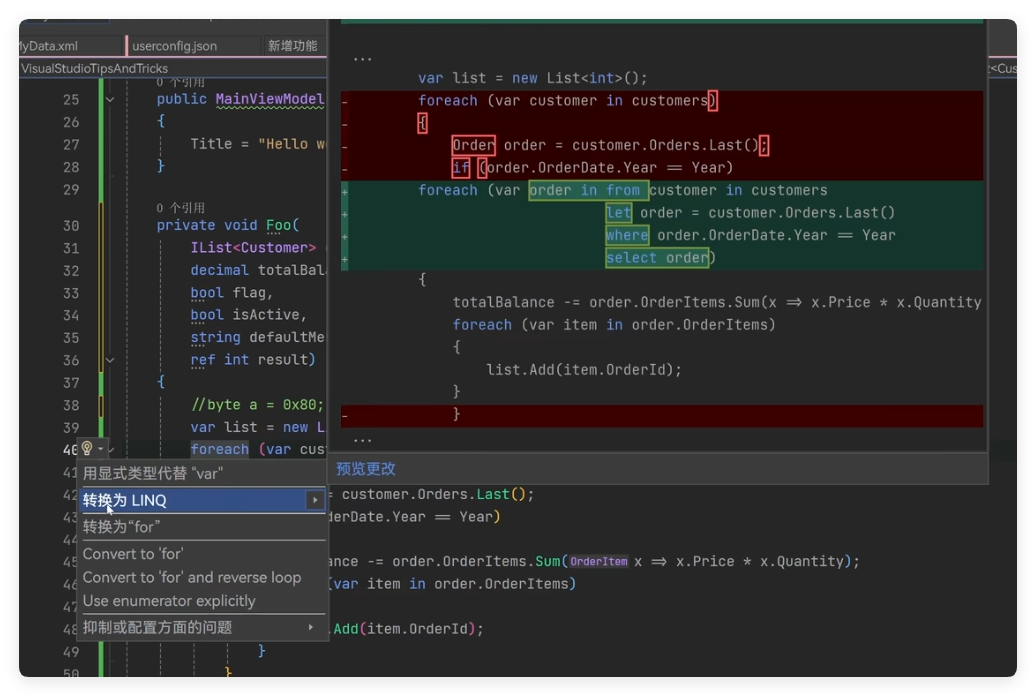 MyData.xml
userconfig.json
新增功能
VisualStudioTipsAndTricks
<Cus
0 个引用
25 public MainViewModel
26 {
27 Title = "Hello w
28 }
29
0 个引用
30 private void Foo(
31 IList<Customer>
32 decimal totalBala
33 bool flag,
34 bool isActive,
35 string defaultMe
36 ref int result)
37 {
38 //byte a = 0x80;
39 var list = new L
40 foreach (var cust
...
var list = new List<int>();
- foreach (var customer in customers)
- {
- Order order = customer.Orders.Last();
- if (order.OrderDate.Year == Year)
+ foreach (var order in from customer in customers
+ let order = customer.Orders.Last()
+ where order.OrderDate.Year == Year
+ select order)
{
totalBalance -= order.OrderItems.Sum(x => x.Price * x.Quantity
foreach (var item in order.OrderItems)
{
list.Add(item.OrderId);
}
- }
...
预览更改
用显式类型代替 "var"
转换为 LINQ
转换为“for”
Convert to 'for'
Convert to 'for' and reverse loop
Use enumerator explicitly
抑制或配置方面的问题
41
42 = customer.Orders.Last();
43 derDate.Year == Year)
44
45 ance -= order.OrderItems.Sum(OrderItem x => x.Price * x.Quantity);
46 (var item in order.OrderItems)
47
48 .Add(item.OrderId);
49 }
50 }